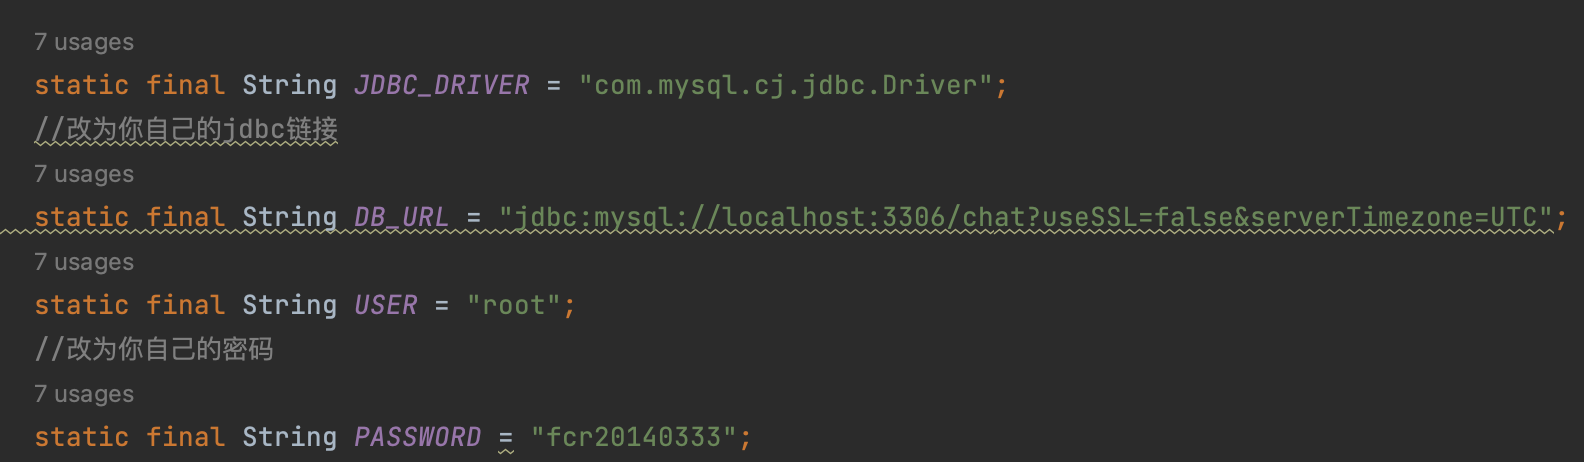 7 usages
static final String JDBC_DRIVER = "com.mysql.cj.jdbc.Driver";
//改为你自己的jdbc链接
7 usages
static final String DB_URL = "jdbc:mysql://localhost:3306/chat?useSSL=false&serverTimezone=UTC";
7 usages
static final String USER = "root";
//改为你自己的密码
7 usages
static final String PASSWORD = "fcr20140333";